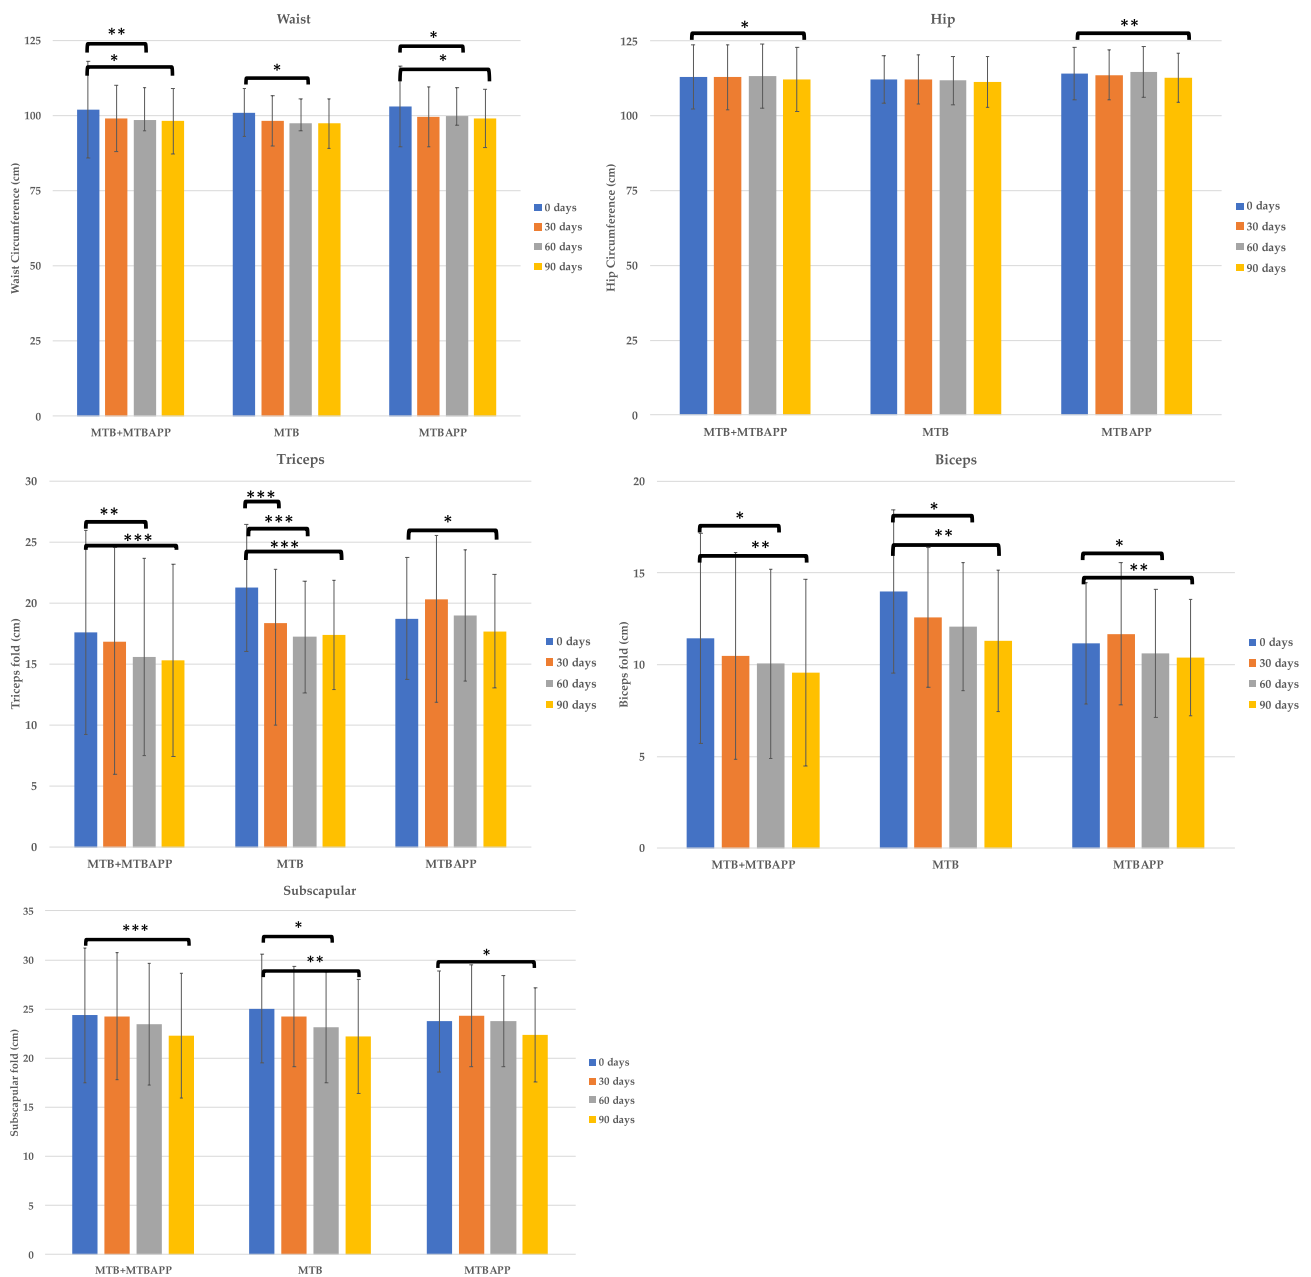 Waist
**
*
*
*
*
125
100
75
50
25
0
Waist Circumference (cm)
MTB+MTBAPP
MTB
MTBAPP
0 days
30 days
60 days
90 days
Hip
*
**
125
100
75
50
25
0
Hip Circumference (cm)
MTB+MTBAPP
MTB
MTBAPP
0 days
30 days
60 days
90 days
Triceps
**
***
***
***
***
*
30
25
20
15
10
5
0
Triceps fold (cm)
MTB+MTBAPP
MTB
MTBAPP
0 days
30 days
60 days
90 days
Biceps
*
**
*
**
*
**
20
15
10
5
0
Biceps fold (cm)
MTB+MTBAPP
MTB
MTBAPP
0 days
30 days
60 days
90 days
Subscapular
***
*
**
*
35
30
25
20
15
10
5
0
Subscapular fold (cm)
MTB+MTBAPP
MTB
MTBAPP
0 days
30 days
60 days
90 days